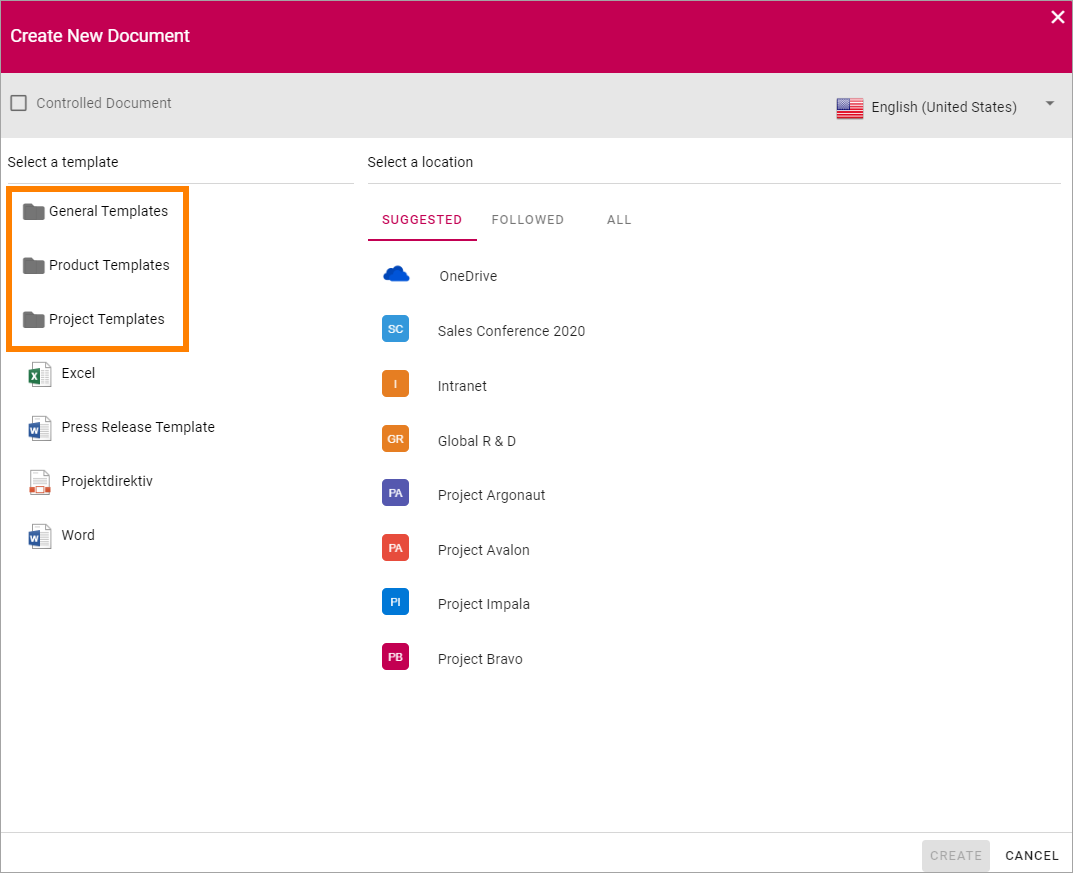 Create New Document
Controlled Document
English (United States)
Select a template
General Templates
Product Templates
Project Templates
Excel
Press Release Template
Projektdirektiv
Word
Select a location
SUGGESTED FOLLOWED ALL
OneDrive
SC Sales Conference 2020
I Intranet
GR Global R & D
PA Project Argonaut
PA Project Avalon
PI Project Impala
PB Project Bravo
CREATE CANCEL